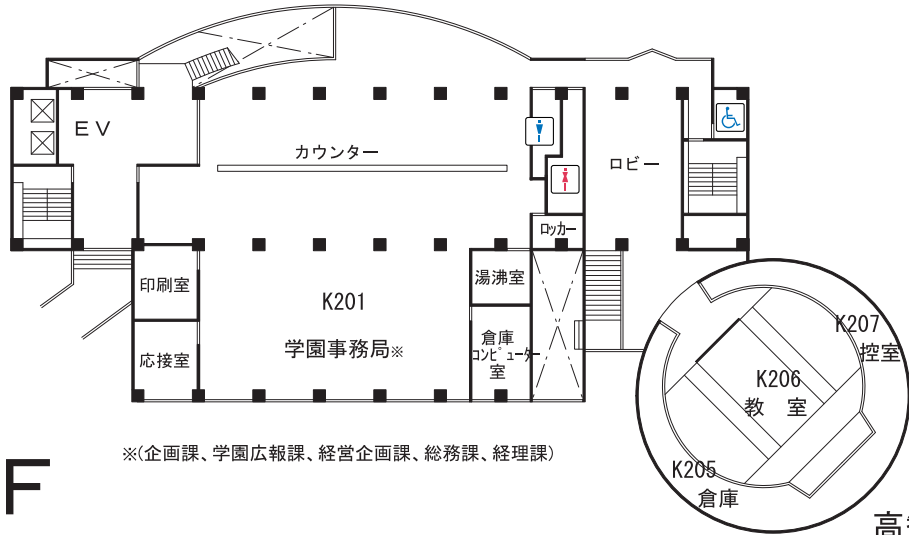 EV
カウンター
ロビー
ロッカー
印刷室
湯沸室
K201
学園事務局※
応接室
倉庫
コンピューター
室
K207
控室
K206
教 室
K205
倉庫
※(企画課、学園広報課、経営企画課、総務課、経理課)
F